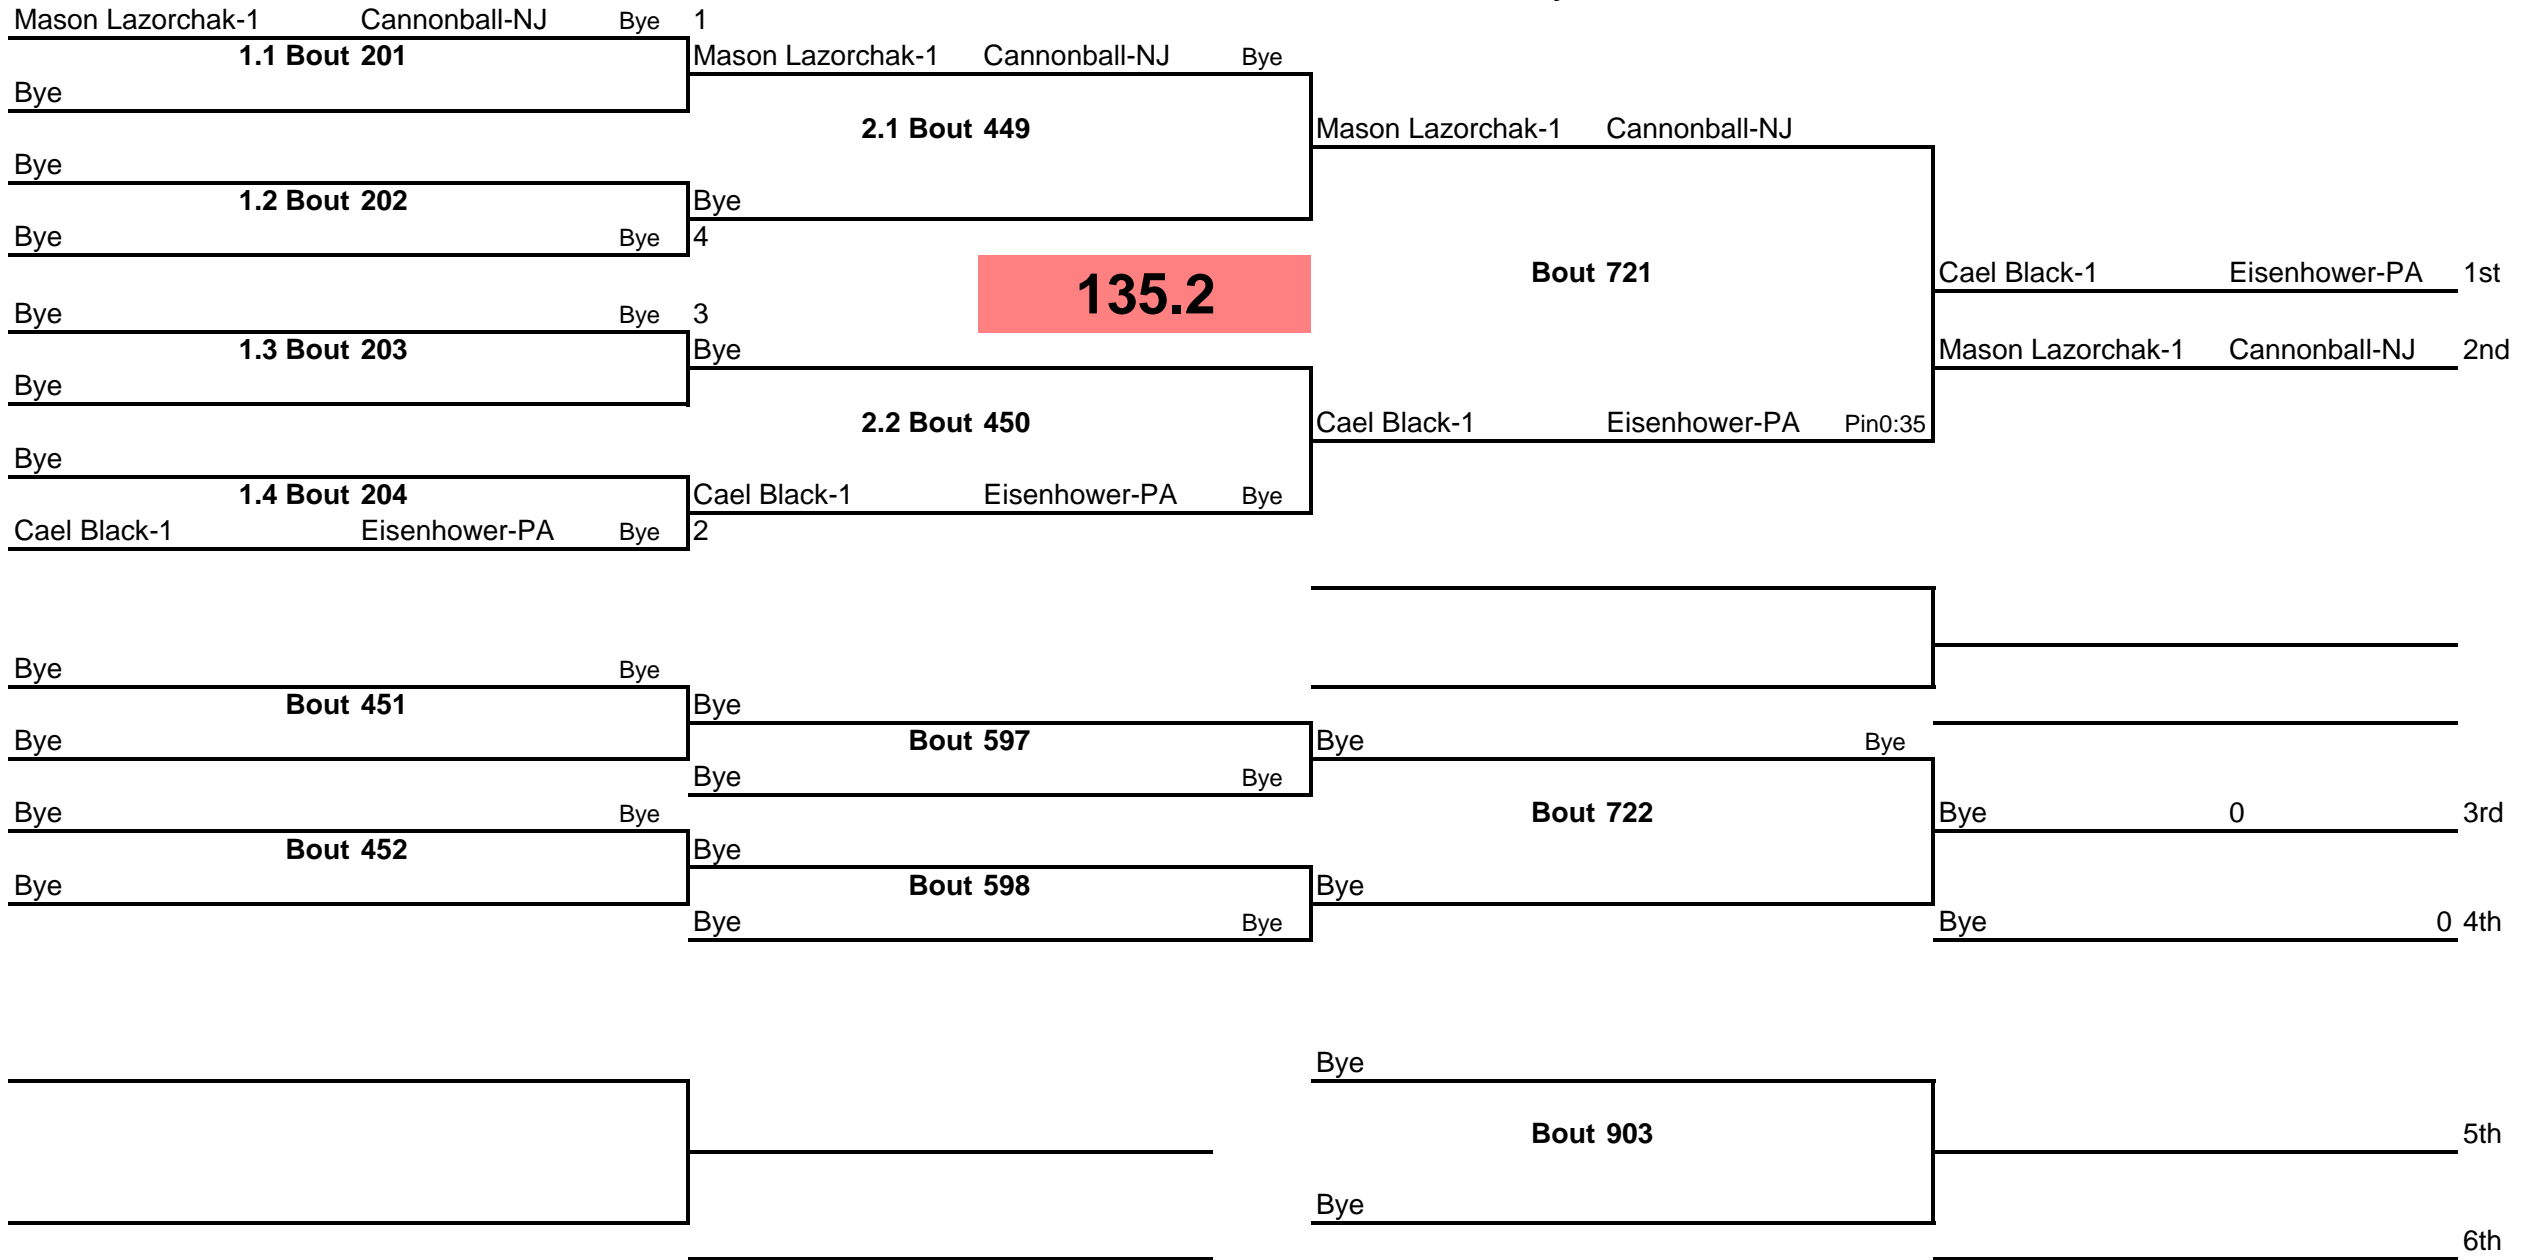 Mason Lazorchak-1 Cannonball-NJ Bye 1
1.1 Bout 201 Mason Lazorchak-1 Cannonball-NJ Bye
Bye
2.1 Bout 449 Mason Lazorchak-1 Cannonball-NJ
Bye
1.2 Bout 202 Bye
Bye Bye 4
135.2 Bout 721 Cael Black-1 Eisenhower-PA 1st
Bye Bye 3
1.3 Bout 203 Bye Mason Lazorchak-1 Cannonball-NJ 2nd
Bye
2.2 Bout 450 Cael Black-1 Eisenhower-PA Pin0:35
Bye
1.4 Bout 204 Cael Black-1 Eisenhower-PA Bye
Cael Black-1 Eisenhower-PA Bye 2
Bye Bye
Bout 451 Bye
Bye Bout 597 Bye Bye
Bye Bye
Bye Bye Bout 722 Bye 0 3rd
Bout 452 Bye
Bye Bout 598 Bye
Bye Bye Bye 0 4th
Bye
Bout 903 5th
Bye
6th